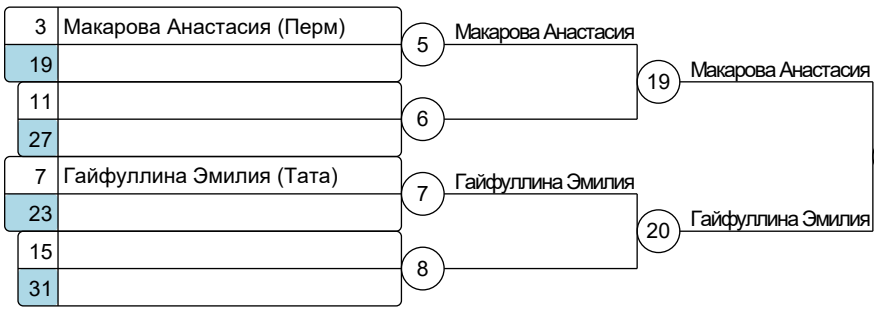 3 Макарова Анастасия (Перм)
19
5 Макарова Анастасия
11
27
6
19 Макарова Анастасия
7 Гайфуллина Эмилия (Тата)
23
7 Гайфуллина Эмилия
15
31
8
20 Гайфуллина Эмилия